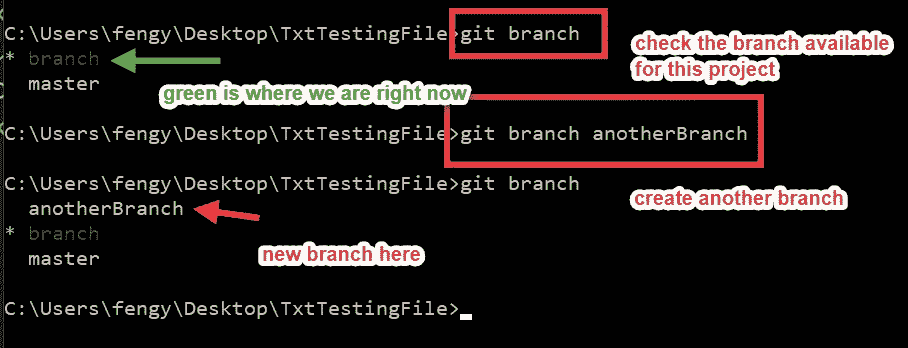 C:\Users\fengy\Desktop\TxtTestingFile>git branch
check the branch available
for this project
* branch
master
green is where we are right now
C:\Users\fengy\Desktop\TxtTestingFile>git branch anotherBranch
C:\Users\fengy\Desktop\TxtTestingFile>git branch
create another branch
anotherBranch
* branch
new branch here
master
C:\Users\fengy\Desktop\TxtTestingFile>_